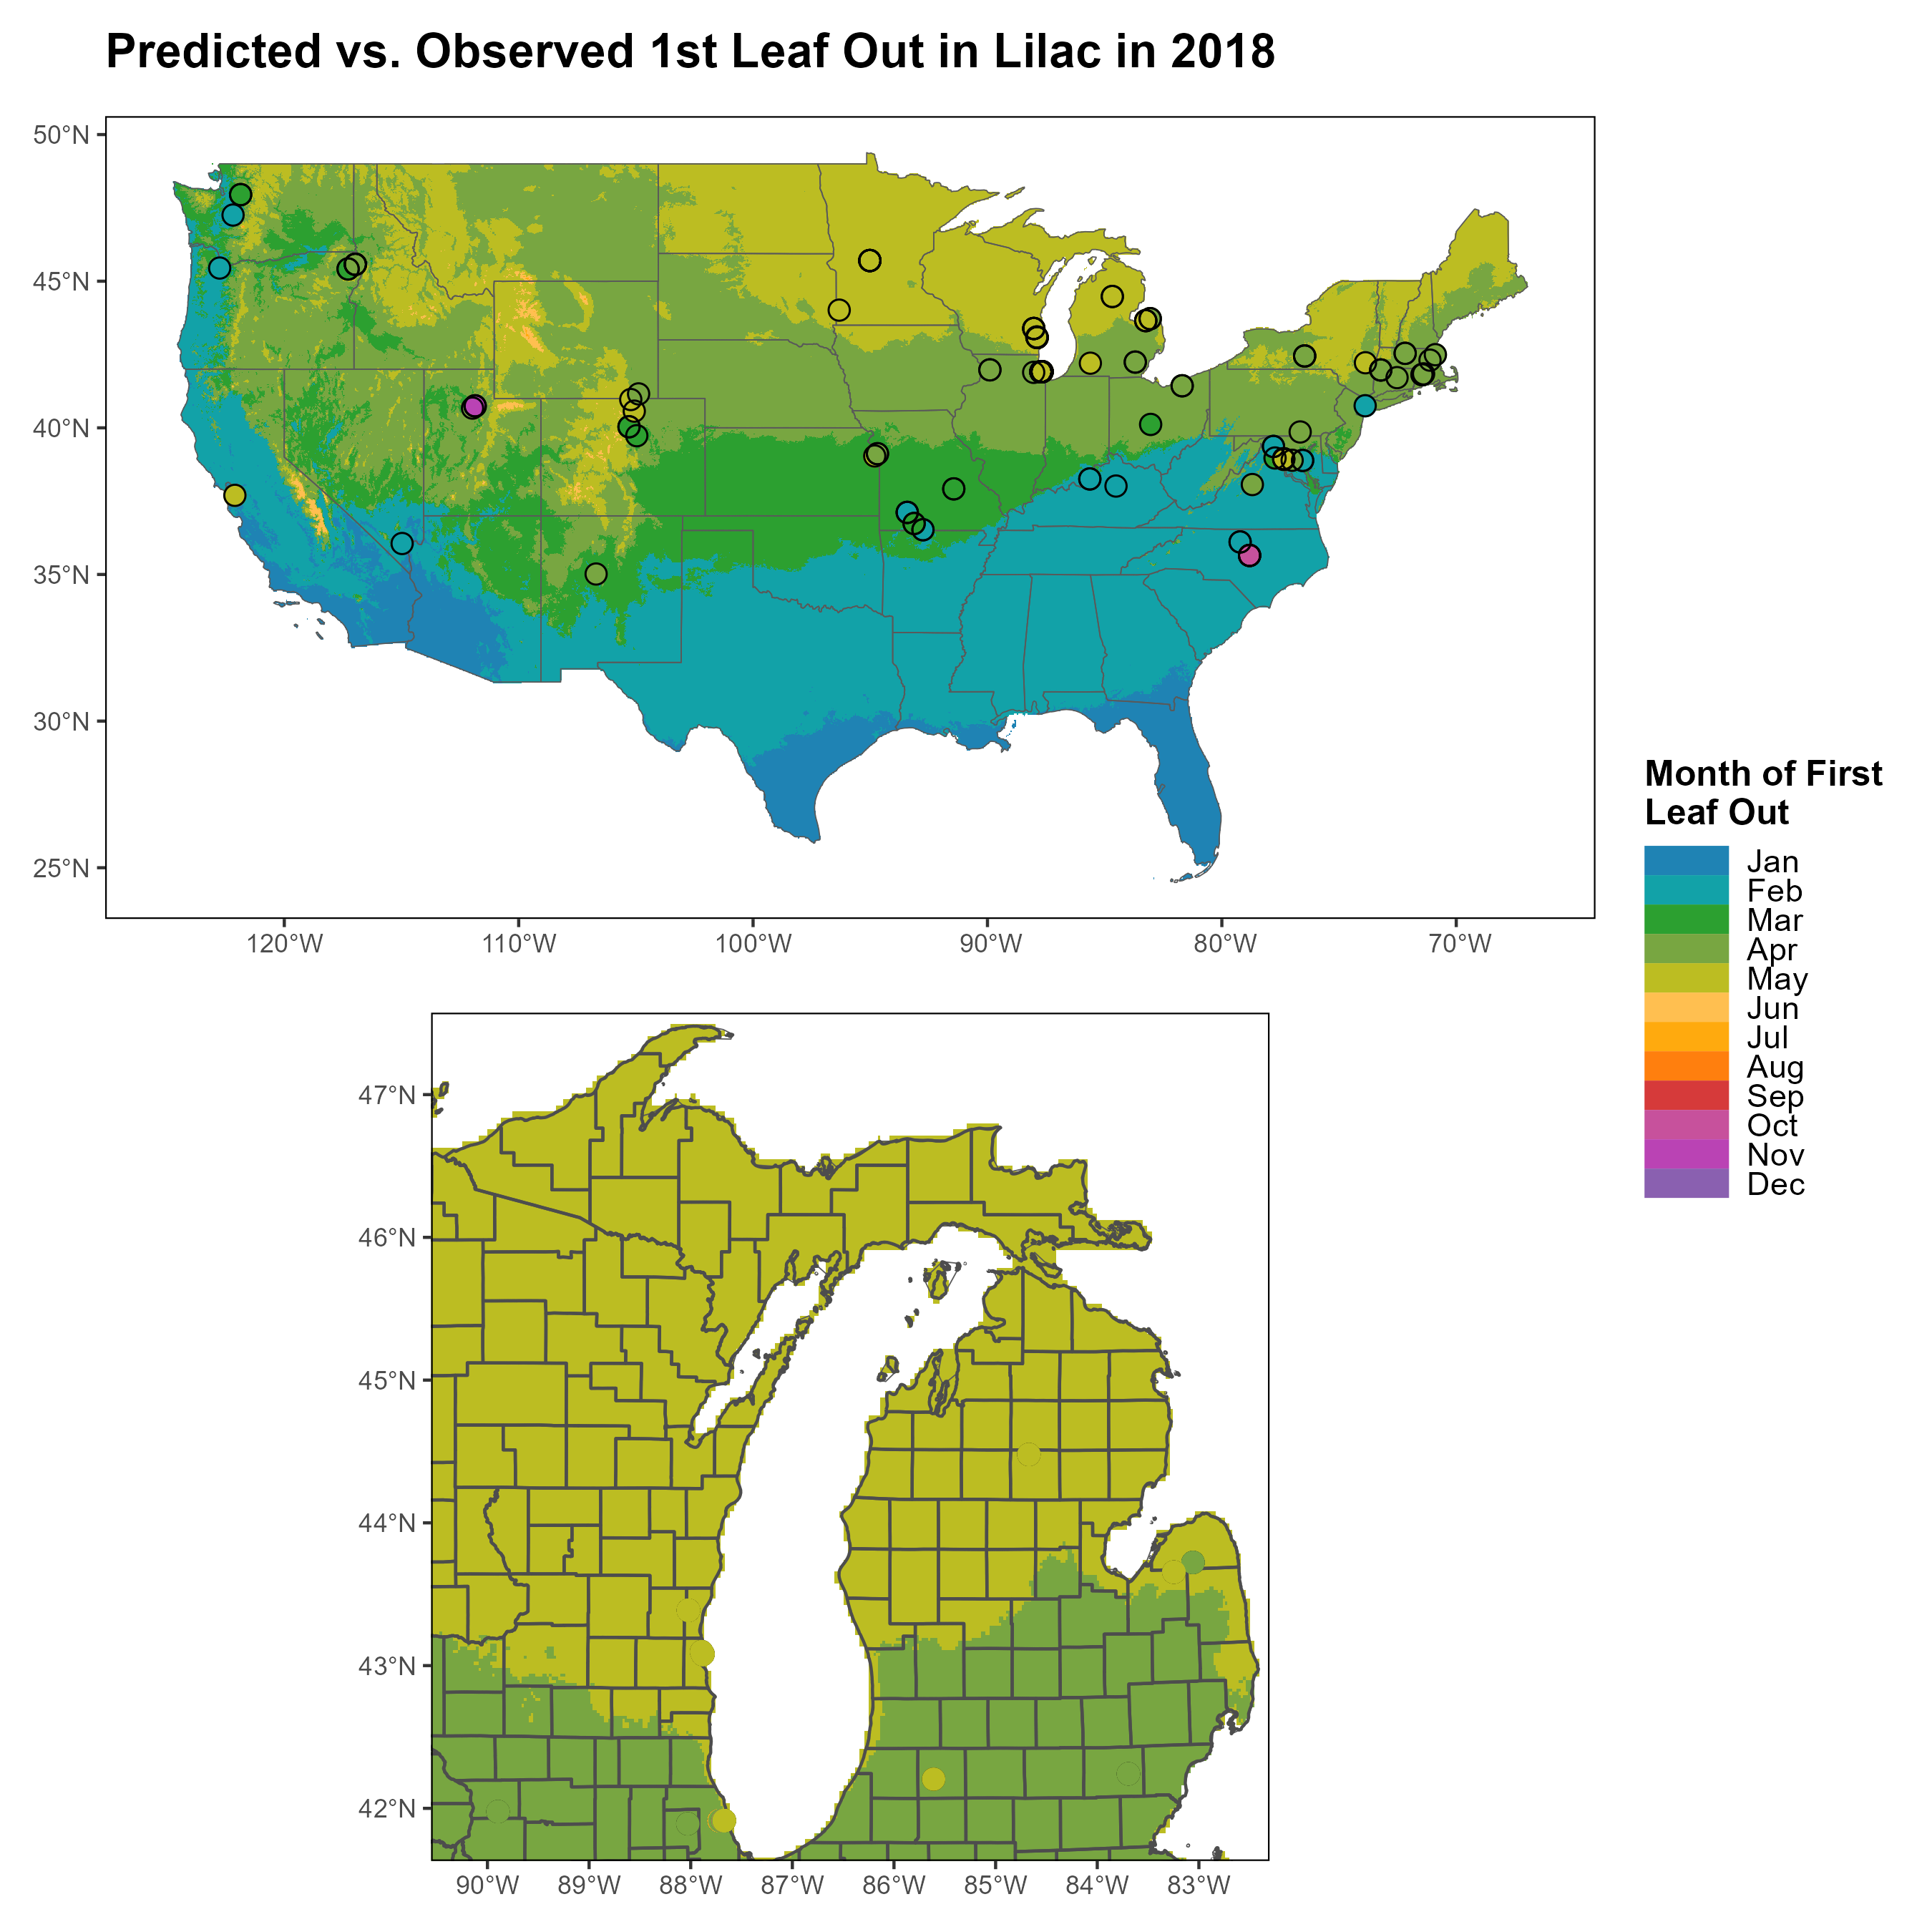 Predicted vs. Observed 1st Leaf Out in Lilac in 2018
50°N
45°N
40°N
35°N
30°N
25°N
120°W 110°W 100°W 90°W 80°W 70°W
Month of First
Leaf Out
Jan
Feb
Mar
Apr
May
Jun
Jul
Aug
Sep
Oct
Nov
Dec
47°N
46°N
45°N
44°N
43°N
42°N
90°W 89°W 88°W 87°W 86°W 85°W 84°W 83°W